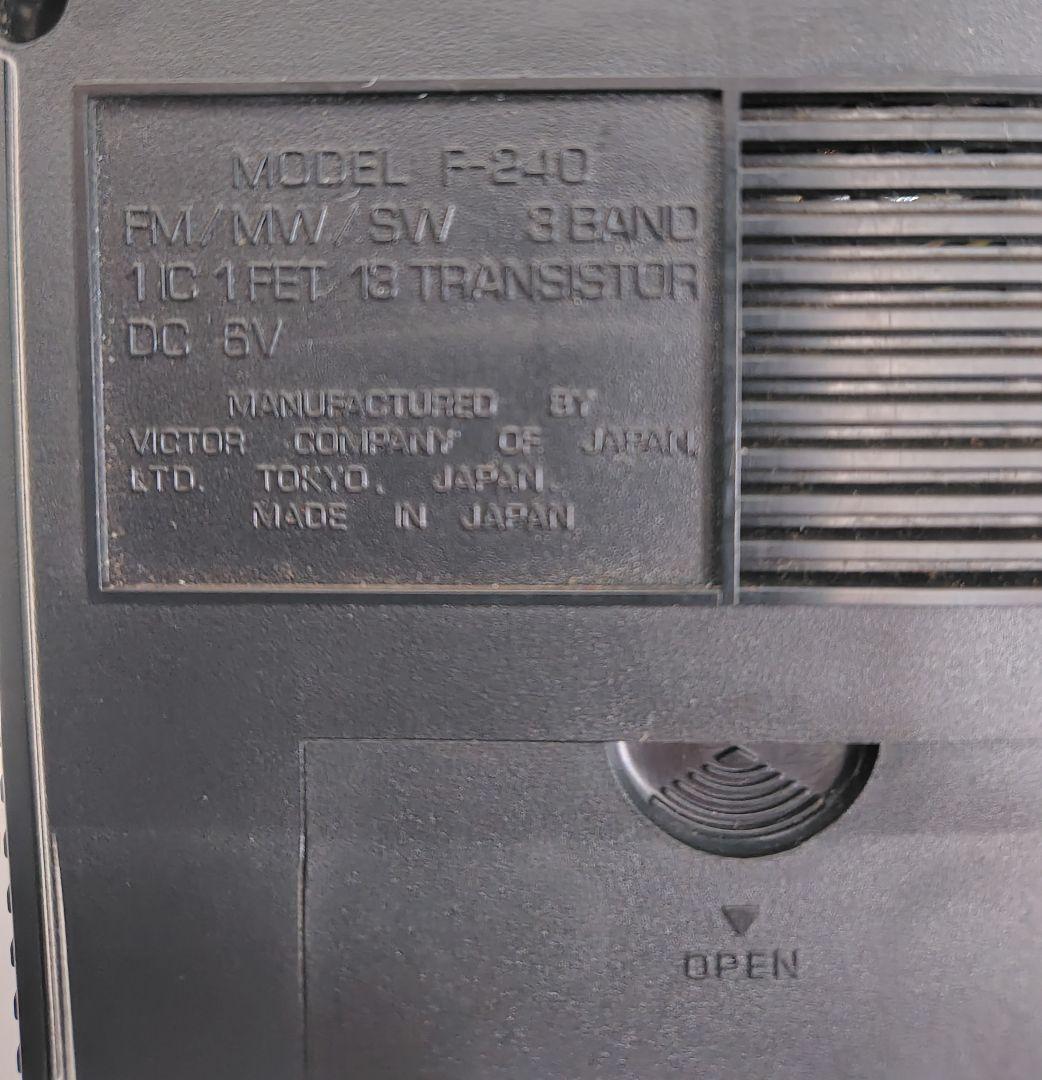 MODEL F-240
FM/MW/SW 3 BAND
1 IC 1 FET 13 TRANSISTOR
DC 6V
MANUFACTURED BY
VICTOR COMPANY OF JAPAN,
LTD. TOKYO, JAPAN.
MADE IN JAPAN
OPEN